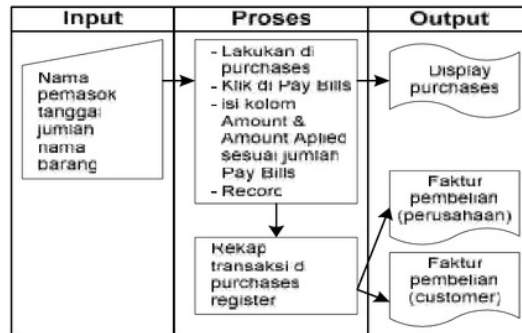 Input
Proses
Output
Nama
pemasok
tanggal
jumlah
nama
barang
- Lakukan di
purchases
- Klik di Pay Bills
- isi kolom
Amount &
Amount Aplied
sesuai jumlah
Pay Bills
- Record
Rekap
transaksi d
purchases
register
Display
purchases
Faktur
pembelian
(perusahaan)
Faktur
pembelian
(customer)